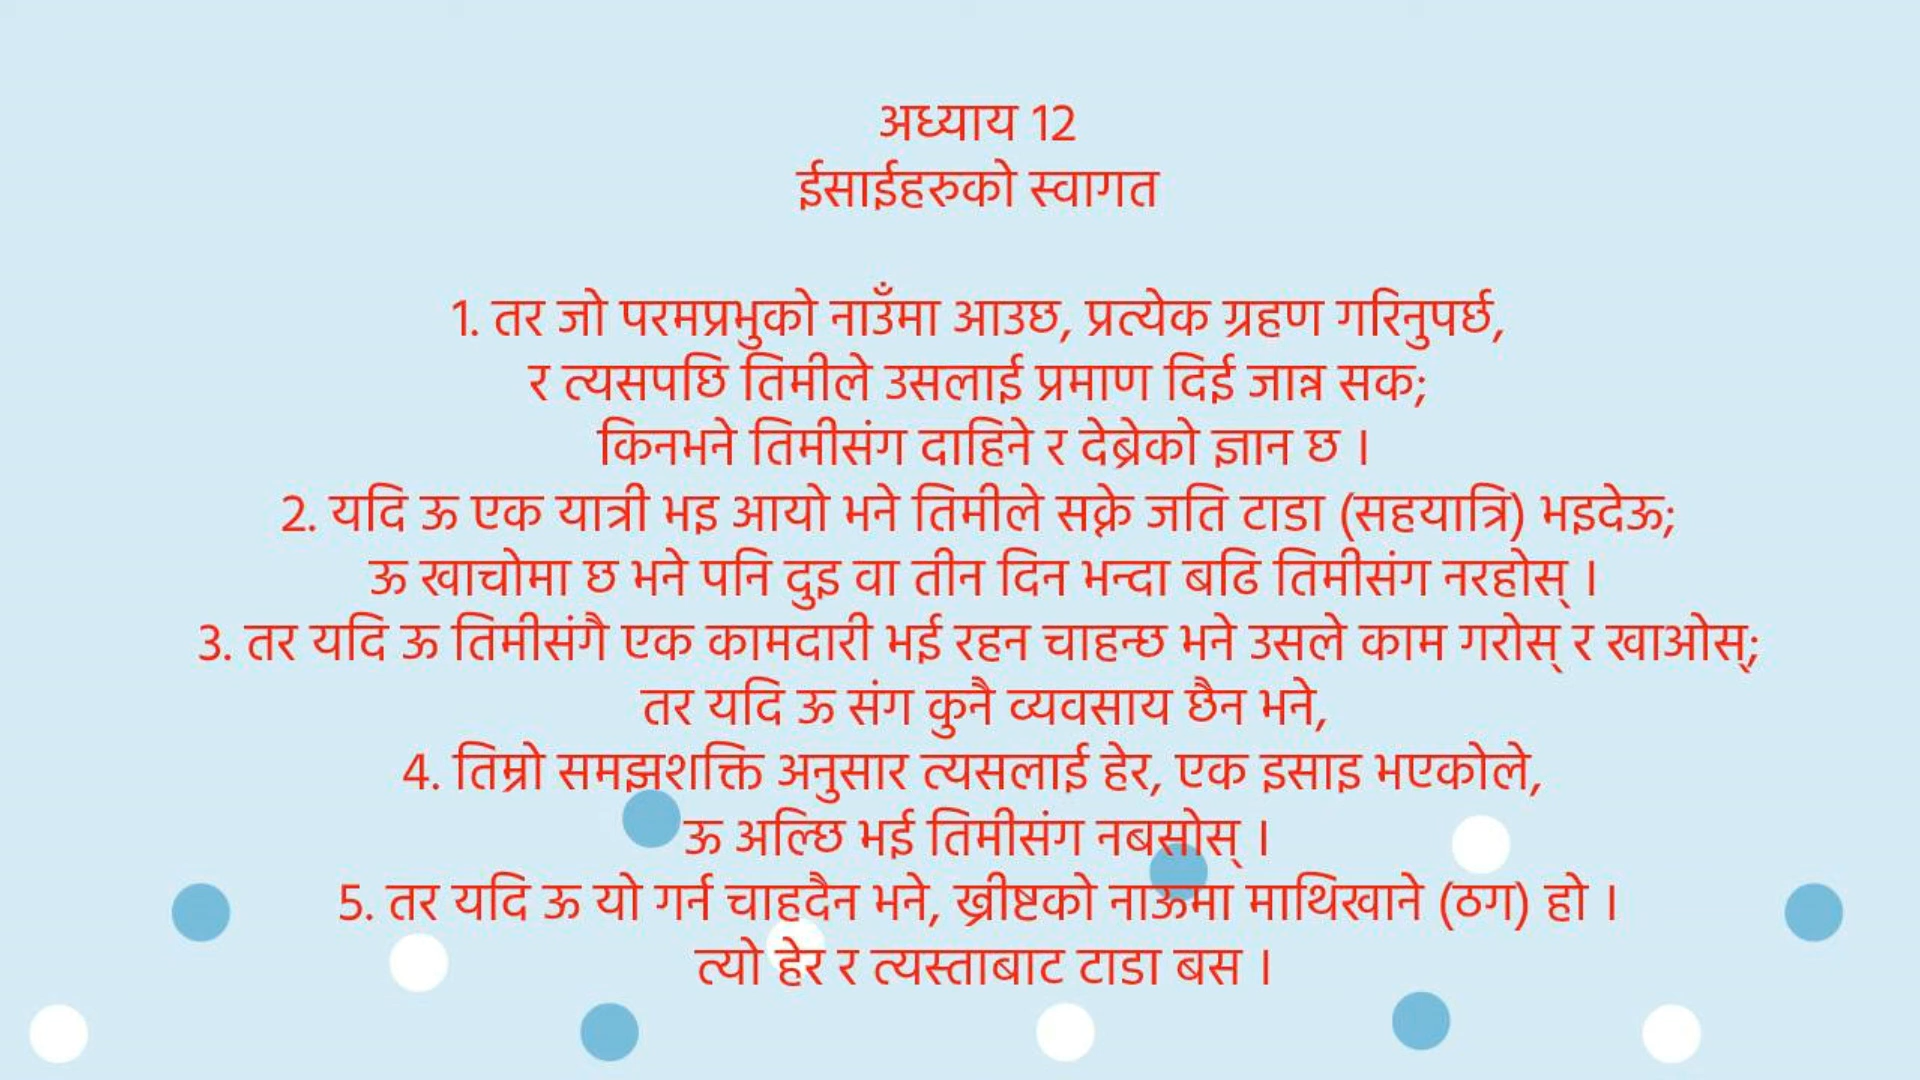 अध्याय 12
ईसाईहरुको स्वागत
1. तर जो परमप्रभुको नाउँमा आउछ, प्रत्येक ग्रहण गरिनुपर्छ,
र त्यसपछि तिमीले उसलाई प्रमाण दिई जान्न सक;
किनभने तिमीसंग दाहिने र देब्रेको ज्ञान छ ।
2. यदि ऊ एक यात्री भइ आयो भने तिमीले सक्ने जति टाडा (सहयात्रि) भइदेऊ;
ऊ खाचोमा छ भने पनि दुइ वा तीन दिन भन्दा बढि तिमीसंग नरहोस् ।
3. तर यदि ऊ तिमीसंगै एक कामदारी भई रहन चाहन्छ भने उसले काम गरोस् र खाओस्;
तर यदि ऊ संग कुनै व्यवसाय छैन भने,
4. तिम्रो समझशक्ति अनुसार त्यसलाई हेर, एक इसाइ भएकोले,
ऊ अल्छि भई तिमीसंग नबसोस् ।
5. तर यदि ऊ यो गर्न चाहदैन भने, ख्रीष्टको नाऊमा माथिखाने (ठग) हो ।
त्यो हेर र त्यस्ताबाट टाडा बस ।